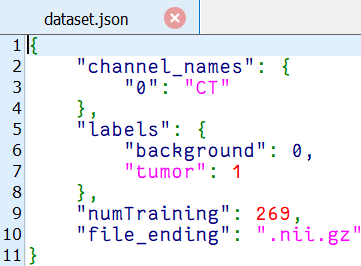 dataset.json
1 {
2 "channel_names": {
3 "0": "CT"
4 },
5 "labels": {
6 "background": 0,
7 "tumor": 1
8 },
9 "numTraining": 269,
10 "file_ending": ".nii.gz"
11 }